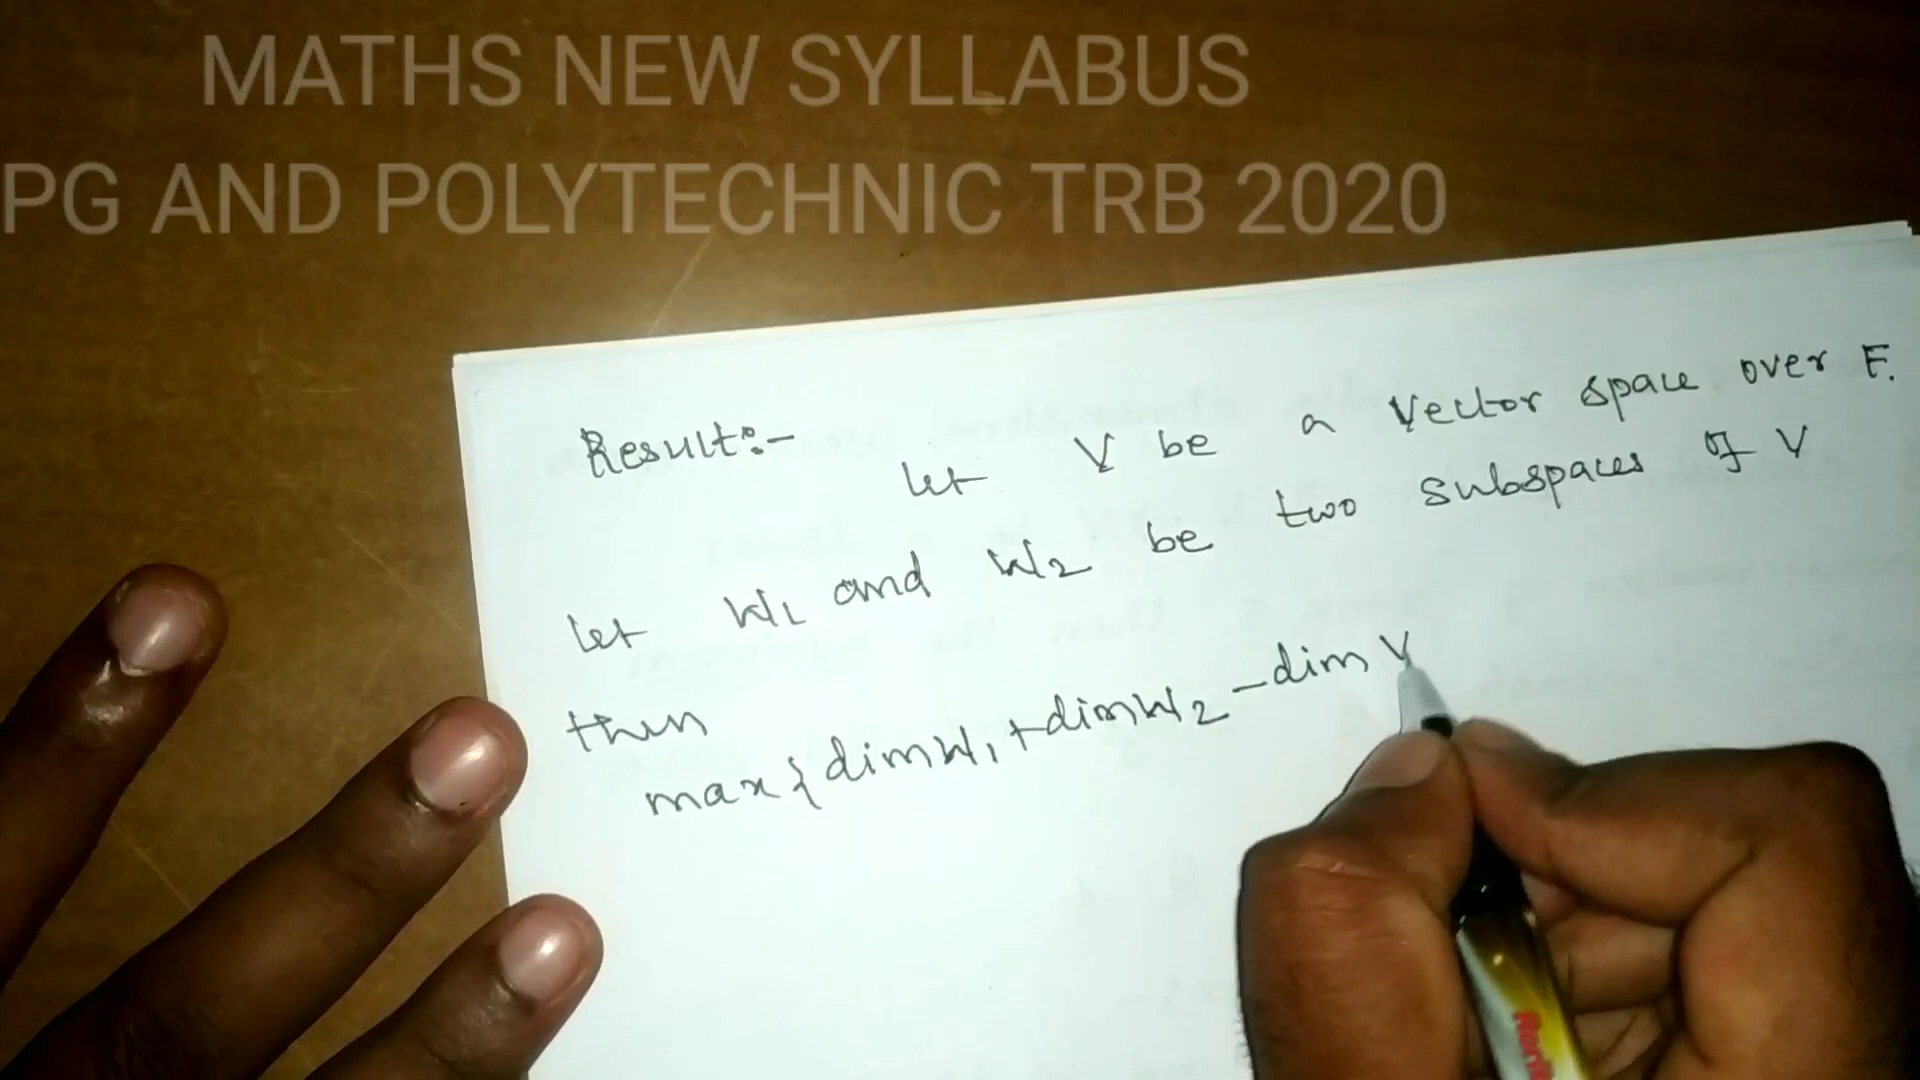 MATHS NEW SYLLABUS
PG AND POLYTECHNIC TRB 2020
Result:-
let V be a vector space over F.
let W1 and W2 be two subspaces of V
then
max{dimW1+dimW2-dimV